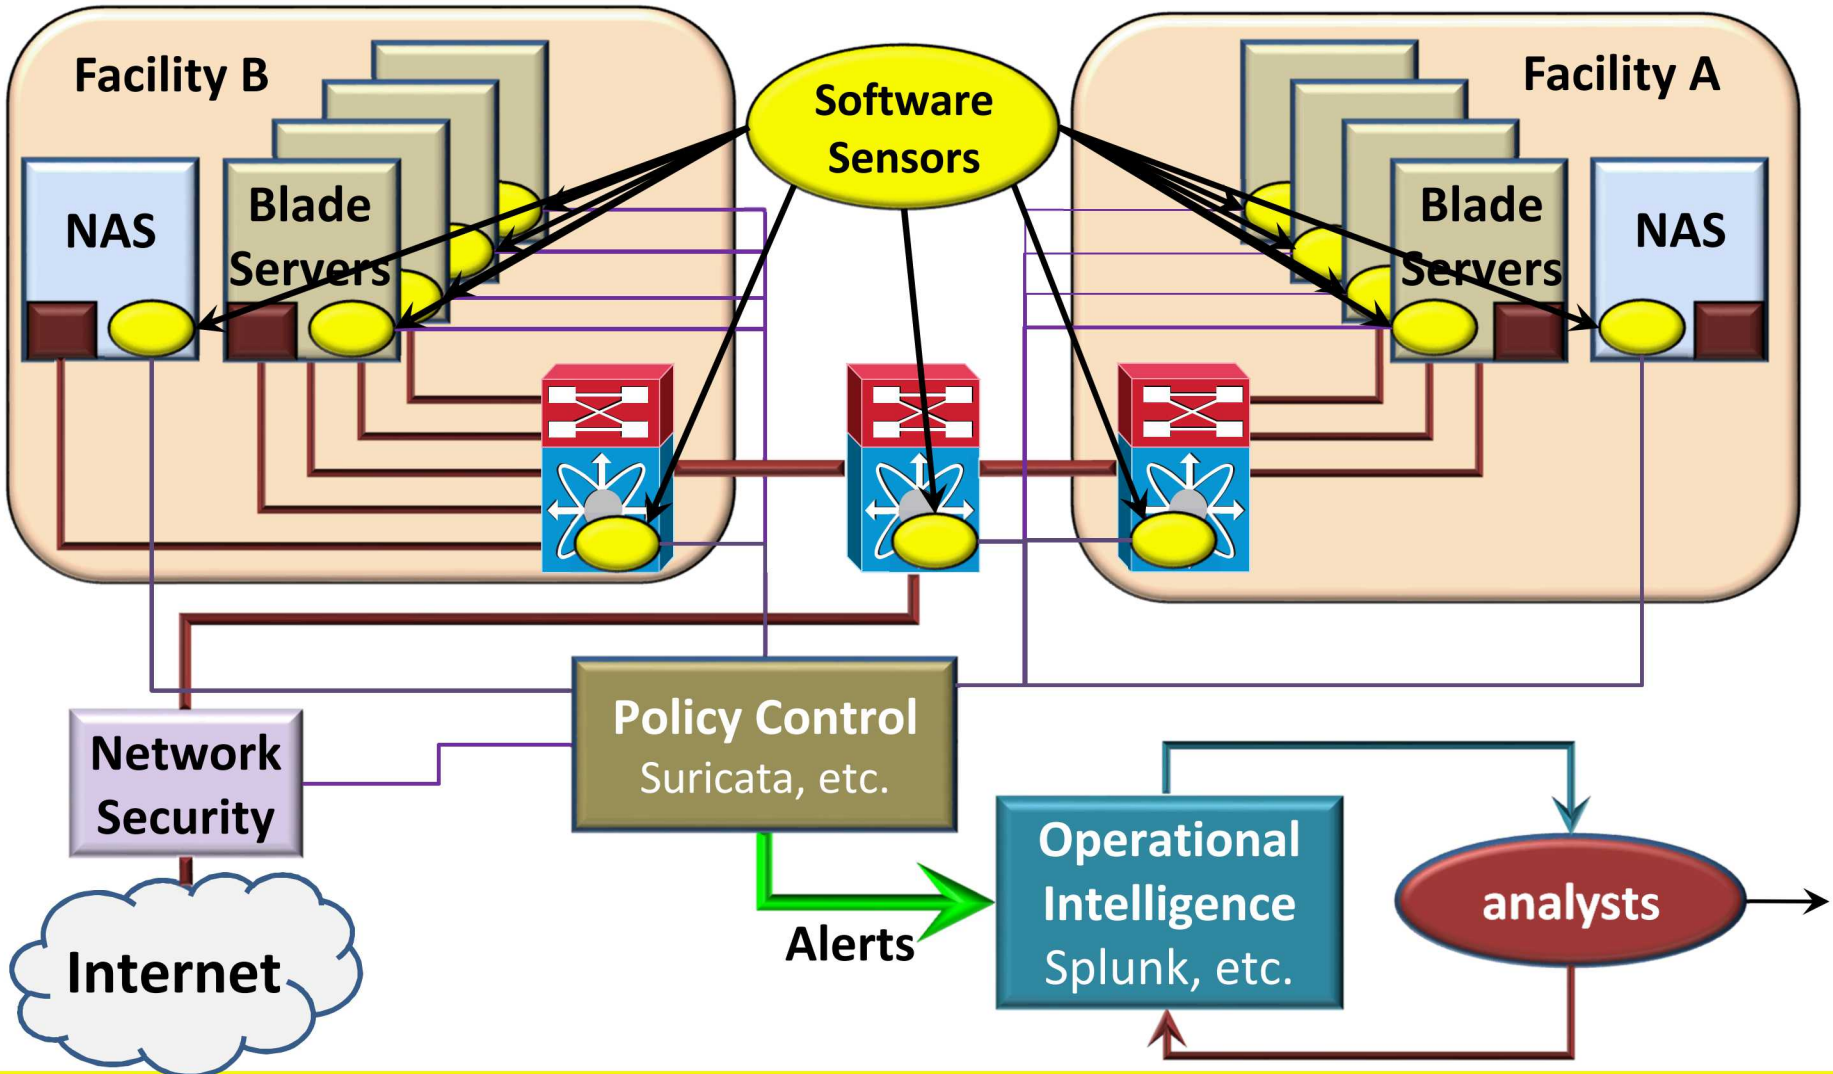 Facility B
Software
Sensors
Facility A
NAS
Blade
Servers
Blade
Servers
NAS
Policy Control
Suricata, etc.
Network
Security
Operational
Intelligence
Splunk, etc.
analysts
Alerts
Internet